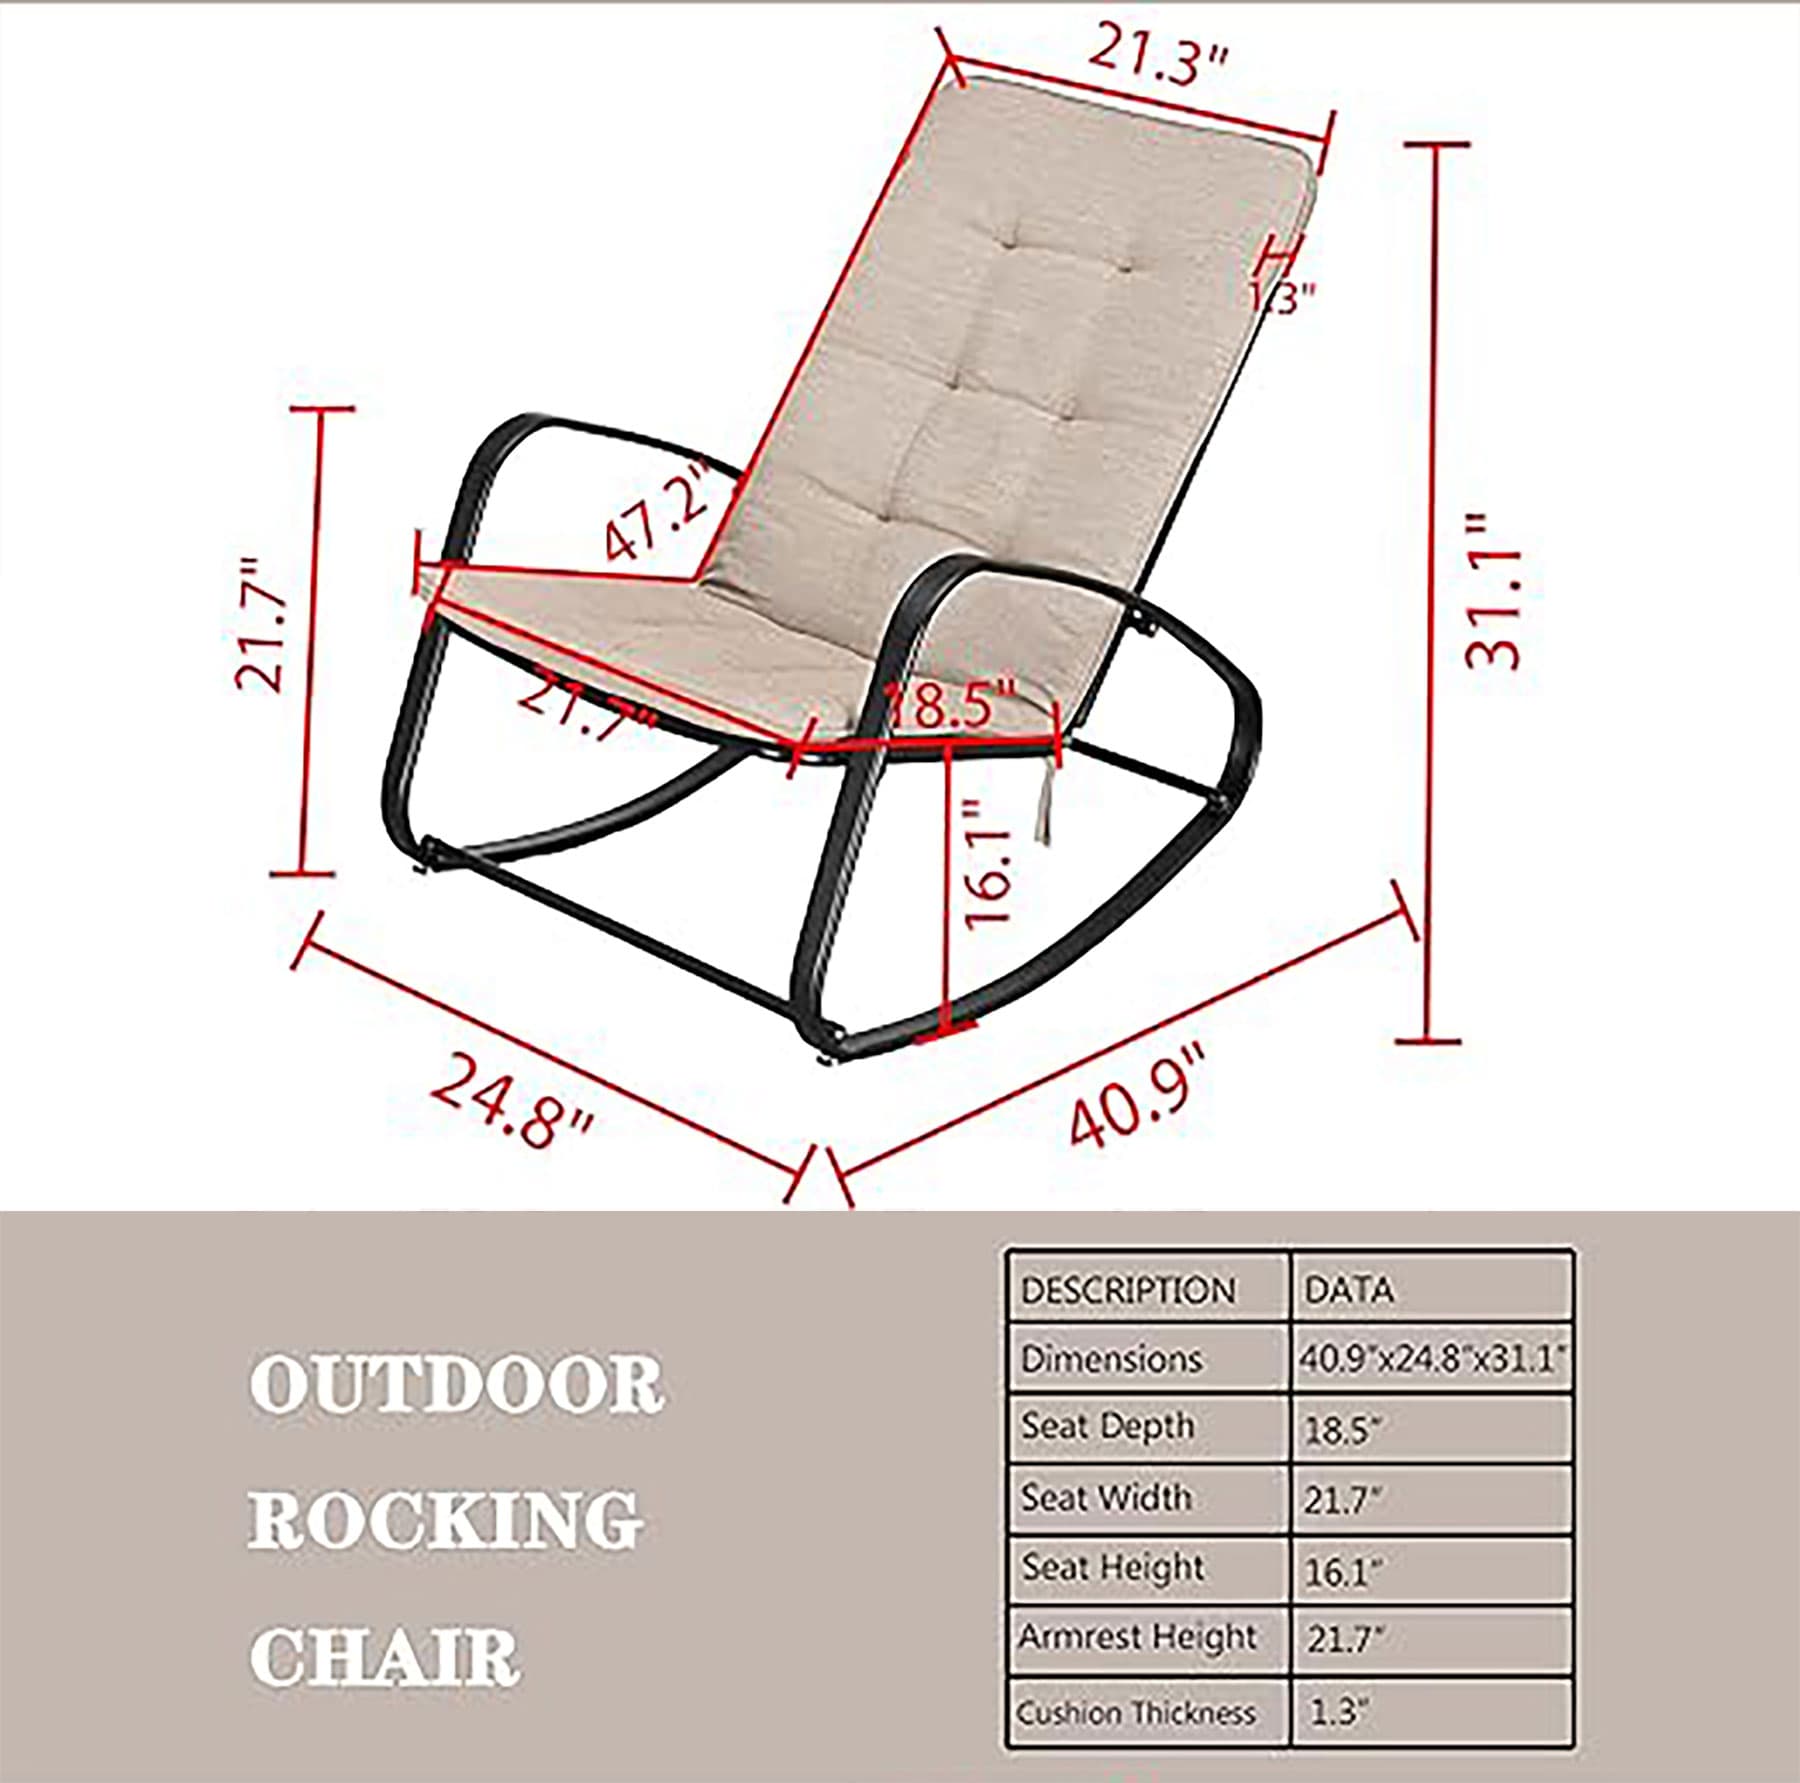 21.3"
1.3"
47.2"
21.7"
31.1"
21.7"
18.5"
16.1"
24.8"
40.9"
OUTDOOR
ROCKING
CHAIR
DESCRIPTION DATA
Dimensions 40.9"x24.8"x31.1"
Seat Depth 18.5"
Seat Width 21.7"
Seat Height 16.1"
Armrest Height 21.7"
Cushion Thickness 1.3"